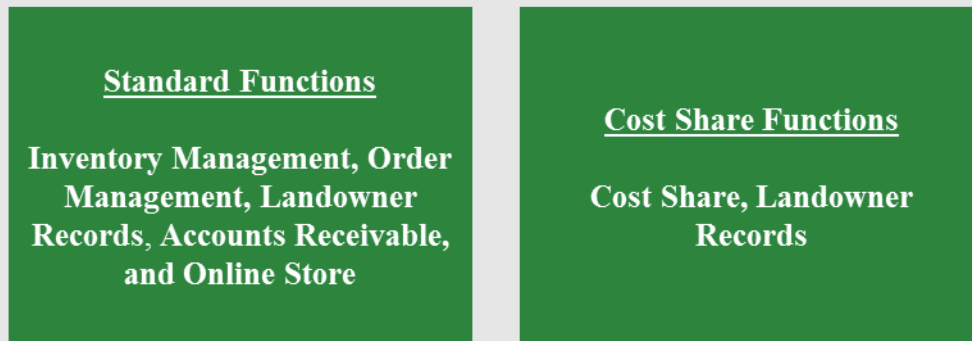 Standard Functions
Inventory Management, Order
Management, Landowner
Records, Accounts Receivable,
and Online Store
Cost Share Functions
Cost Share, Landowner
Records